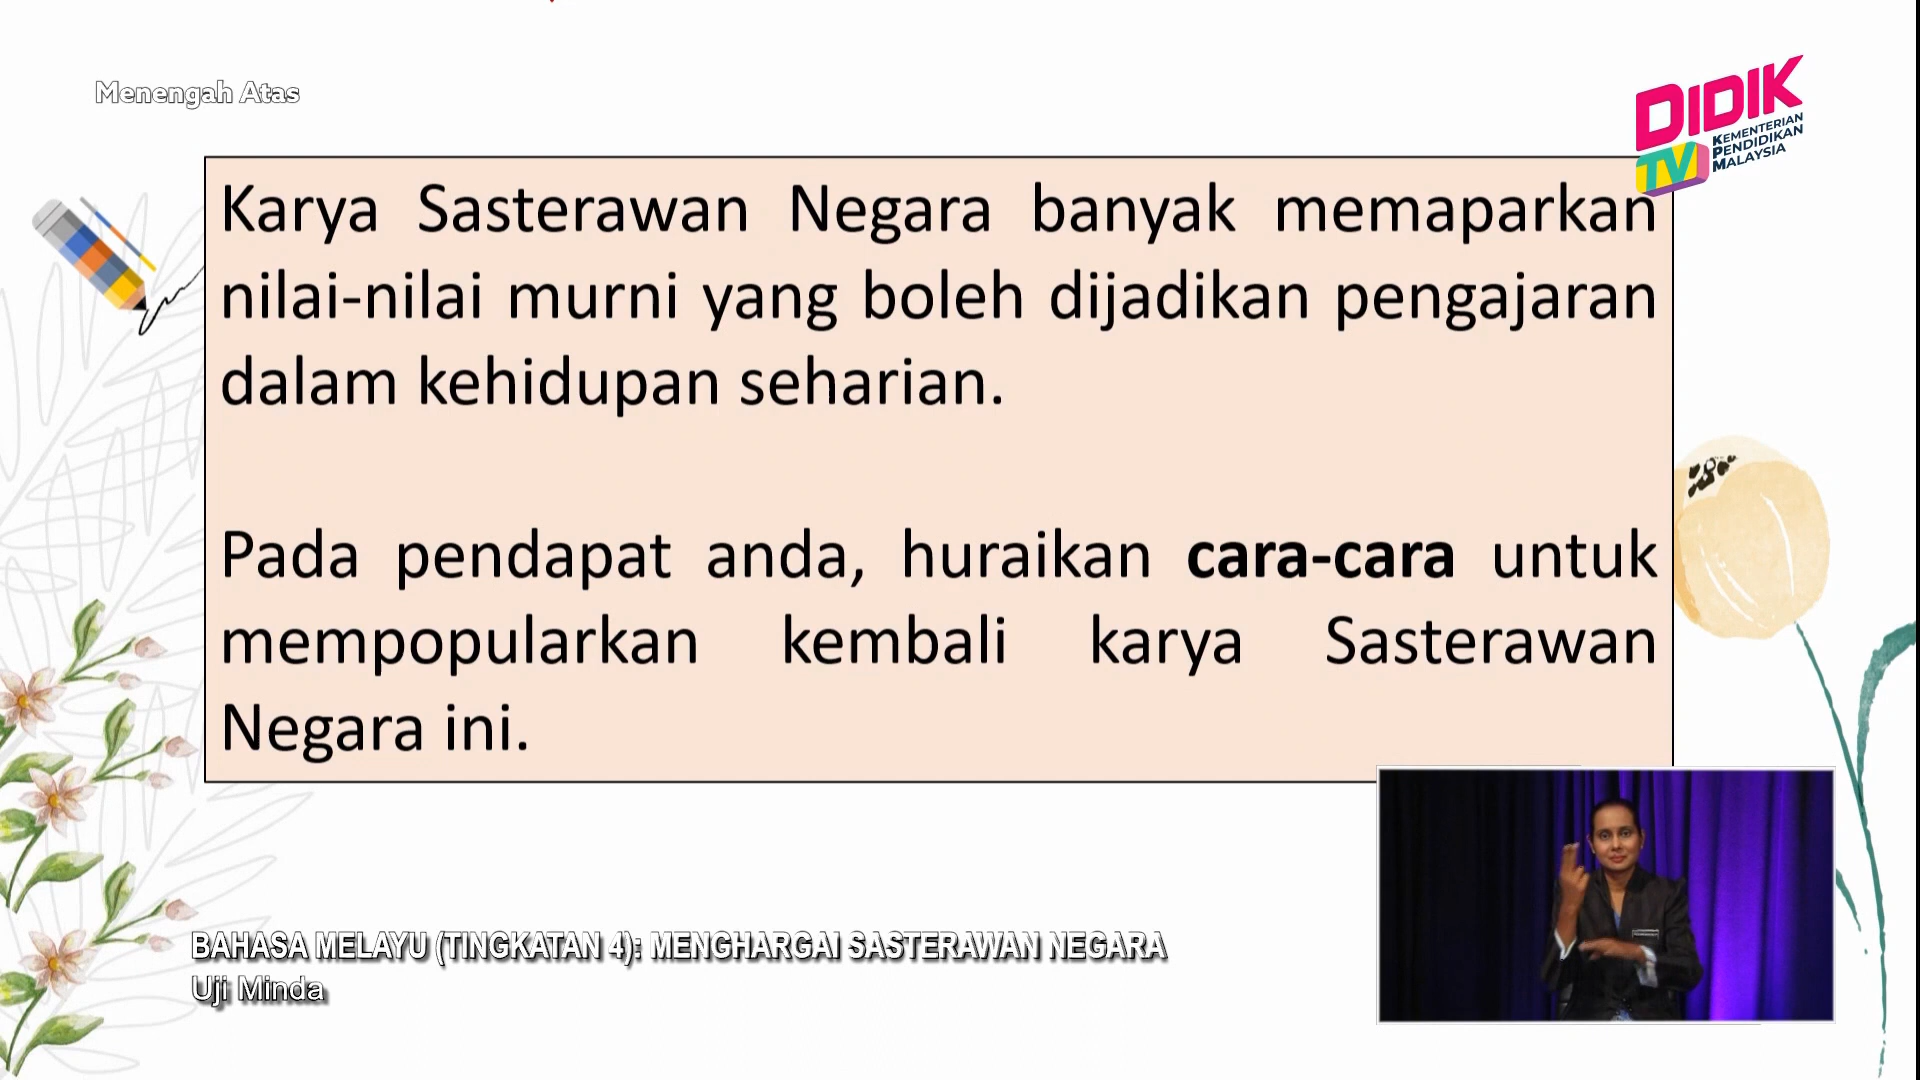 Menengah Atas
DIDIK
TV
KEMENTERIAN
PENDIDIKAN
MALAYSIA
Karya Sasterawan Negara banyak memaparkan
nilai-nilai murni yang boleh dijadikan pengajaran
dalam kehidupan seharian.
Pada pendapat anda, huraikan cara-cara untuk
mempopularkan kembali karya Sasterawan
Negara ini.
BAHASA MELAYU (TINGKATAN 4): MENGHARGAI SASTERAWAN NEGARA
Uji Minda